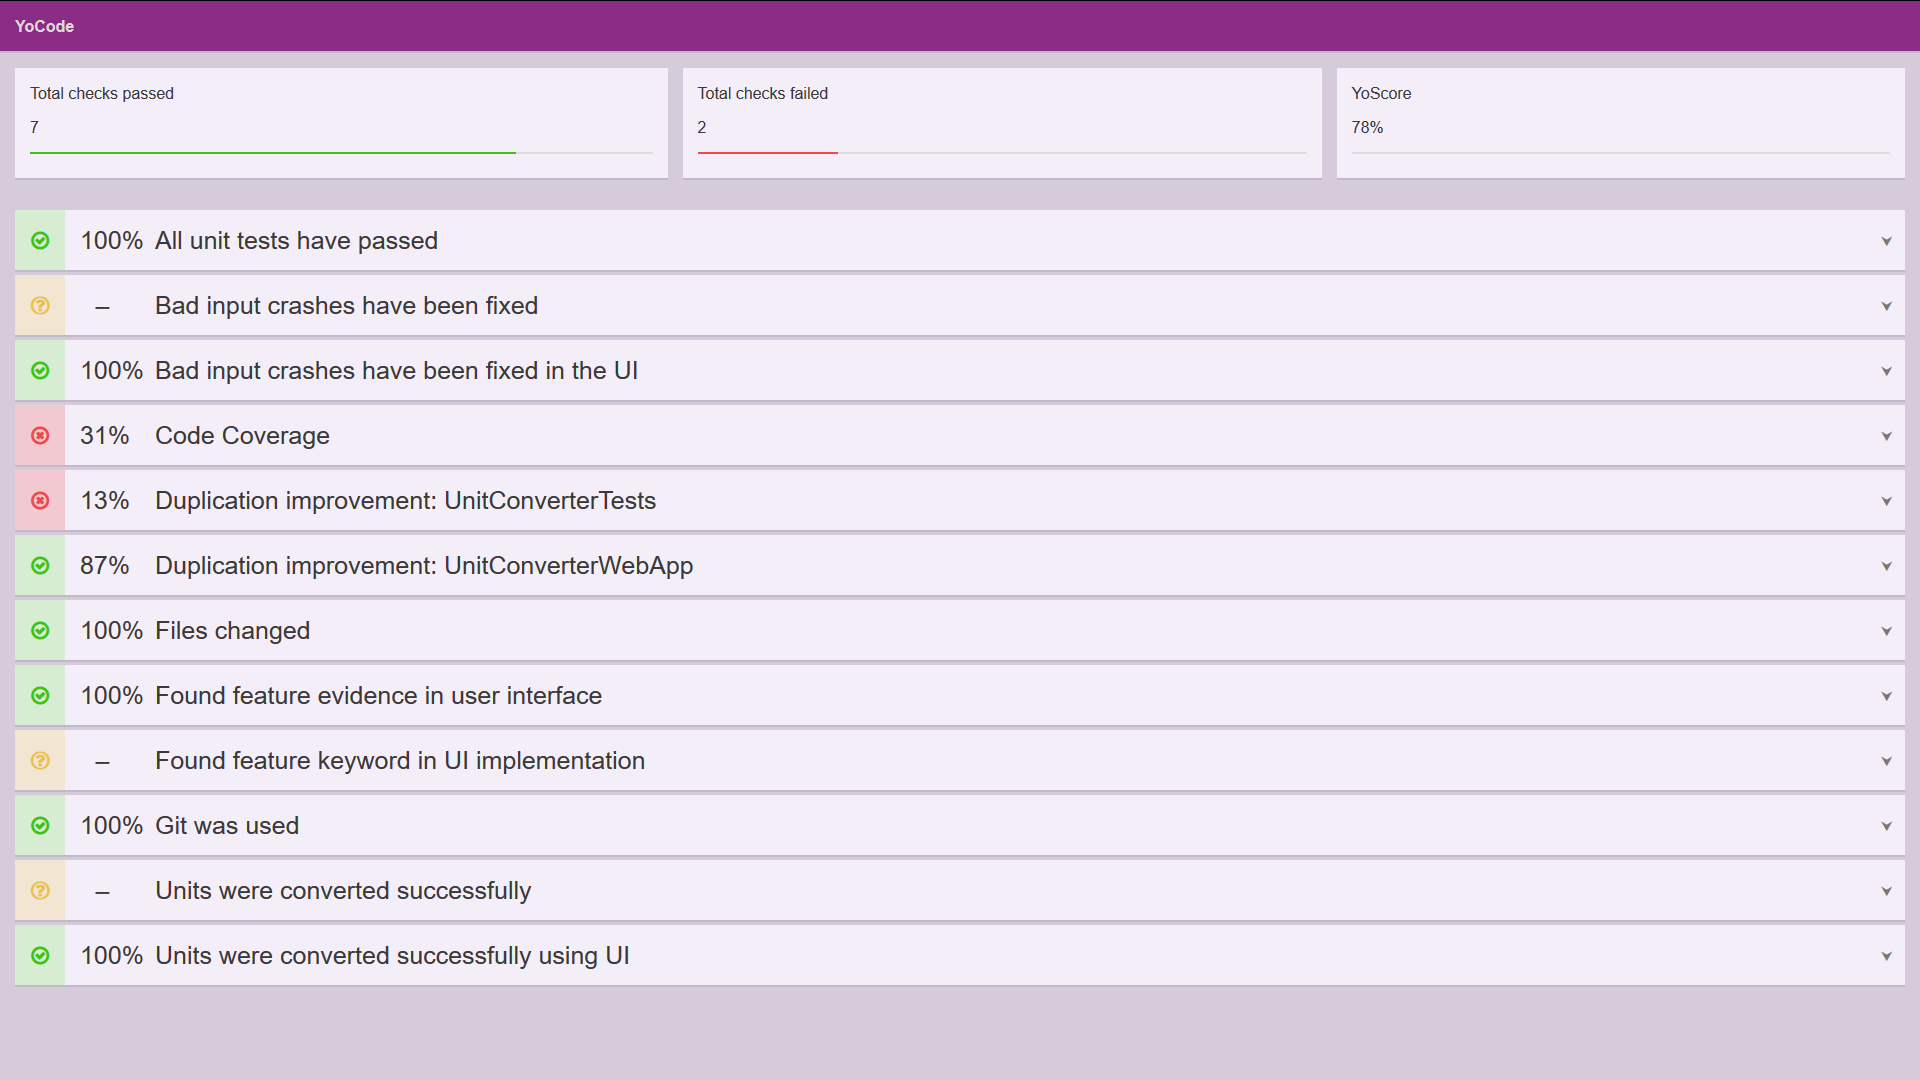 YoCode
Total checks passed
7
Total checks failed
2
YoScore
78%
100% All unit tests have passed
– Bad input crashes have been fixed
100% Bad input crashes have been fixed in the UI
31% Code Coverage
13% Duplication improvement: UnitConverterTests
87% Duplication improvement: UnitConverterWebApp
100% Files changed
100% Found feature evidence in user interface
– Found feature keyword in UI implementation
100% Git was used
– Units were converted successfully
100% Units were converted successfully using UI